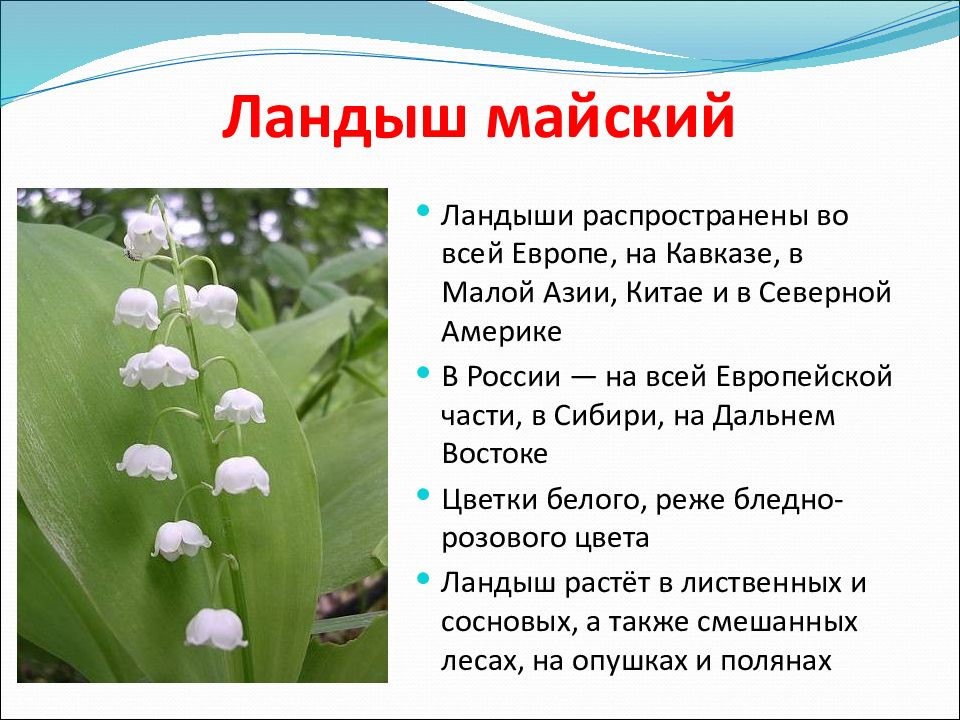 Ландыш майский
• Ландыши распространены во
всей Европе, на Кавказе, в
Малой Азии, Китае и в Северной
Америке
• В России — на всей Европейской
части, в Сибири, на Дальнем
Востоке
• Цветки белого, реже бледно-
розового цвета
• Ландыш растёт в лиственных и
сосновых, а также смешанных
лесах, на опушках и полянах